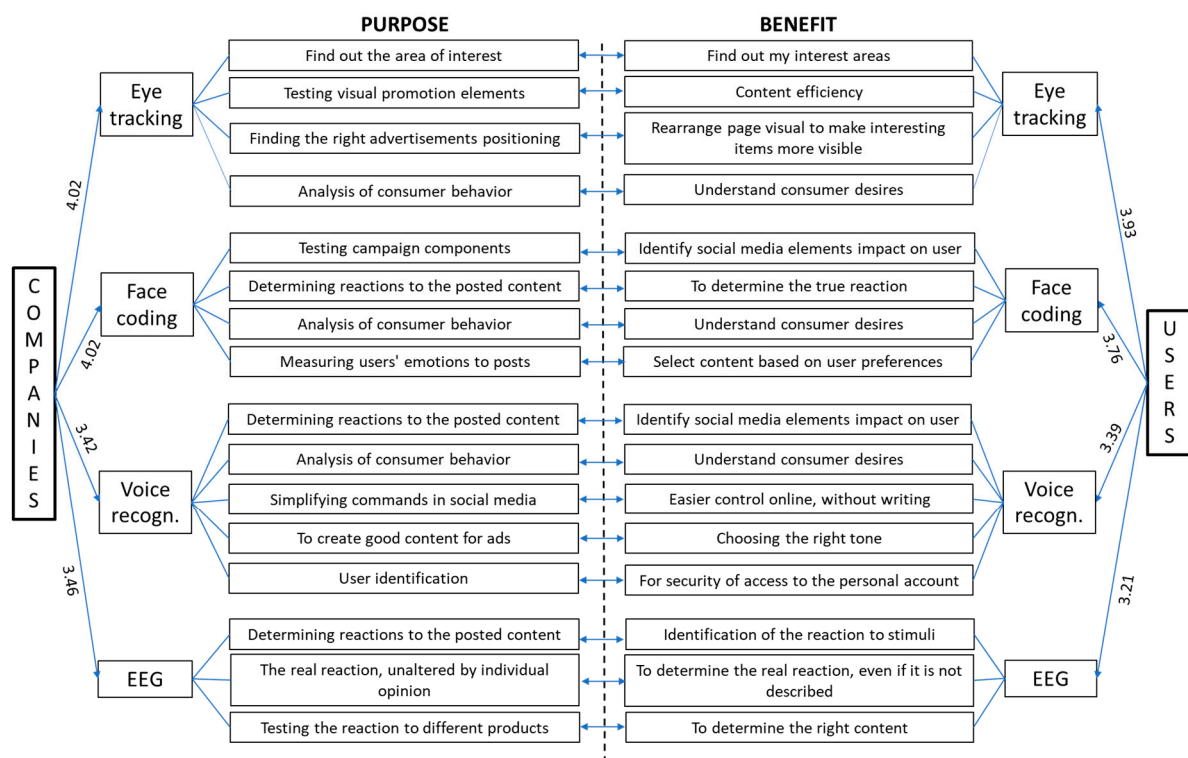 PURPOSE
BENEFIT
COMPANIES
4.02
4.02
3.42
3.46
Eye
tracking
Find out the area of interest
Find out my interest areas
Testing visual promotion elements
Content efficiency
Finding the right advertisements positioning
Rearrange page visual to make interesting
items more visible
Analysis of consumer behavior
Understand consumer desires
Eye
tracking
Face
coding
Testing campaign components
Identify social media elements impact on user
Determining reactions to the posted content
To determine the true reaction
Analysis of consumer behavior
Understand consumer desires
Measuring users' emotions to posts
Select content based on user preferences
Face
coding
Voice
recogn.
Determining reactions to the posted content
Identify social media elements impact on user
Analysis of consumer behavior
Understand consumer desires
Simplifying commands in social media
Easier control online, without writing
To create good content for ads
Choosing the right tone
User identification
For security of access to the personal account
Voice
recogn.
EEG
Determining reactions to the posted content
Identification of the reaction to stimuli
The real reaction, unaltered by individual
opinion
To determine the real reaction, even if it is not
described
Testing the reaction to different products
To determine the right content
EEG
3.93
3.76
3.39
3.21
USERS